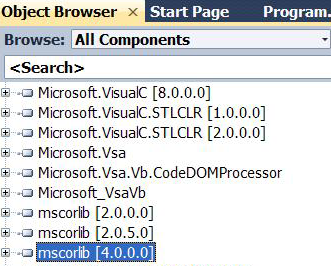 Object Browser × Start Page Program.
Browse: All Components
<Search>
Microsoft.VisualC [8.0.0.0]
Microsoft.VisualC.STLCLR [1.0.0.0]
Microsoft.VisualC.STLCLR [2.0.0.0]
Microsoft.Vsa
Microsoft.Vsa.Vb.CodeDOMProcessor
Microsoft_VsaVb
mscorlib [2.0.0.0]
mscorlib [2.0.5.0]
mscorlib [4.0.0.0]